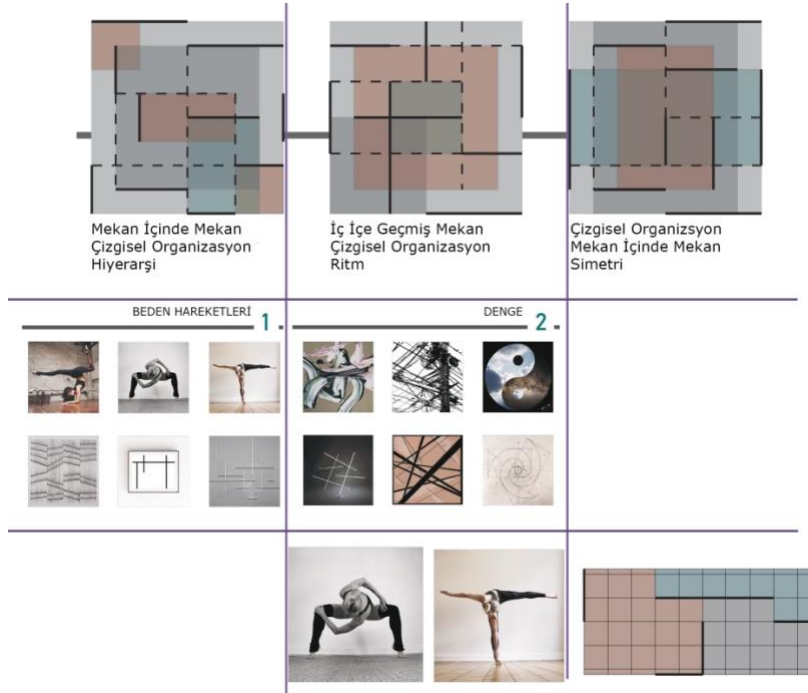 Mekan İçinde Mekan
Çizgisel Organizasyon
Hiyerarşi
İç İçe Geçmiş Mekan
Çizgisel Organizasyon
Ritm
Çizgisel Organizsyon
Mekan İçinde Mekan
Simetri
BEDEN HAREKETLERİ 1
DENGE 2